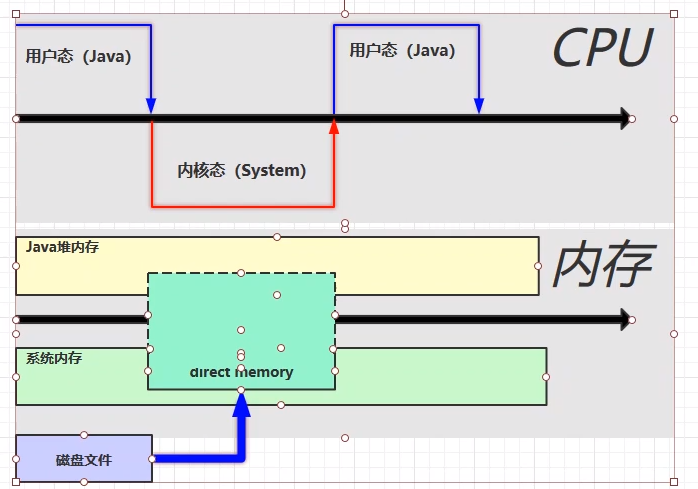 用户态（Java）
用户态（Java）
CPU
内核态（System）
Java堆内存
内存
系统内存
direct memory
磁盘文件